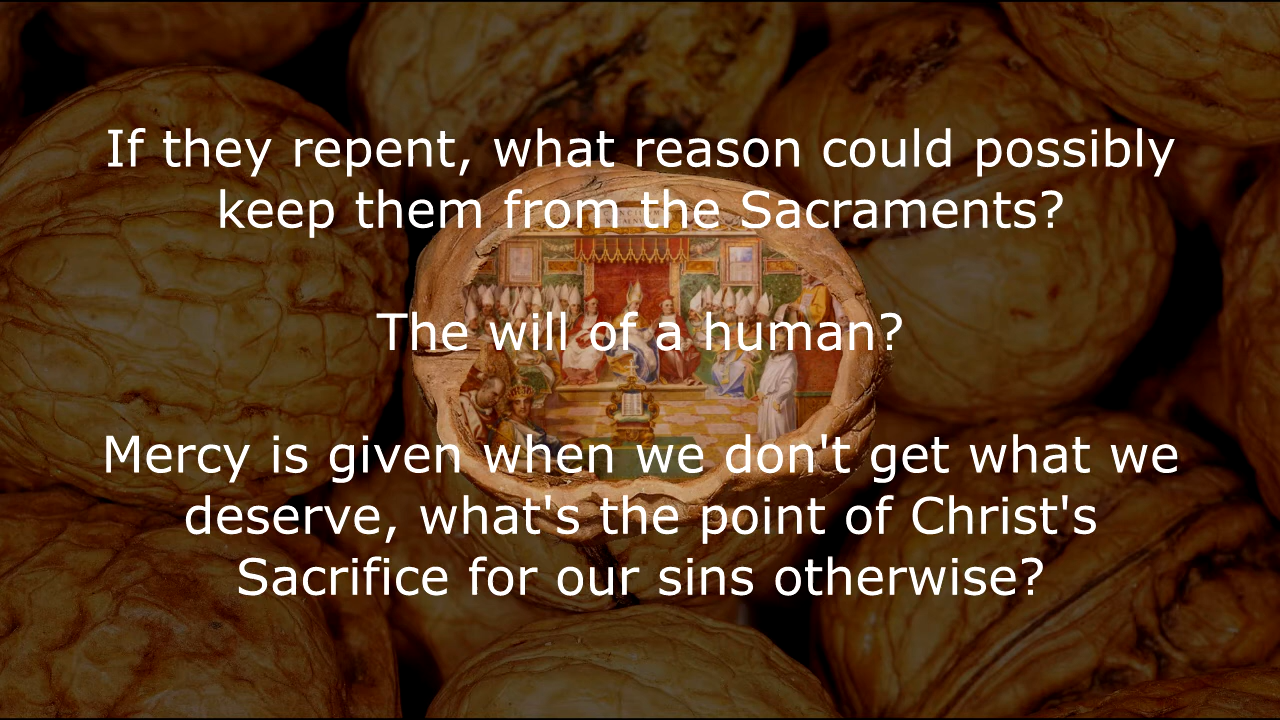 If they repent, what reason could possibly
keep them from the Sacraments?
The will of a human?
Mercy is given when we don't get what we
deserve, what's the point of Christ's
Sacrifice for our sins otherwise?